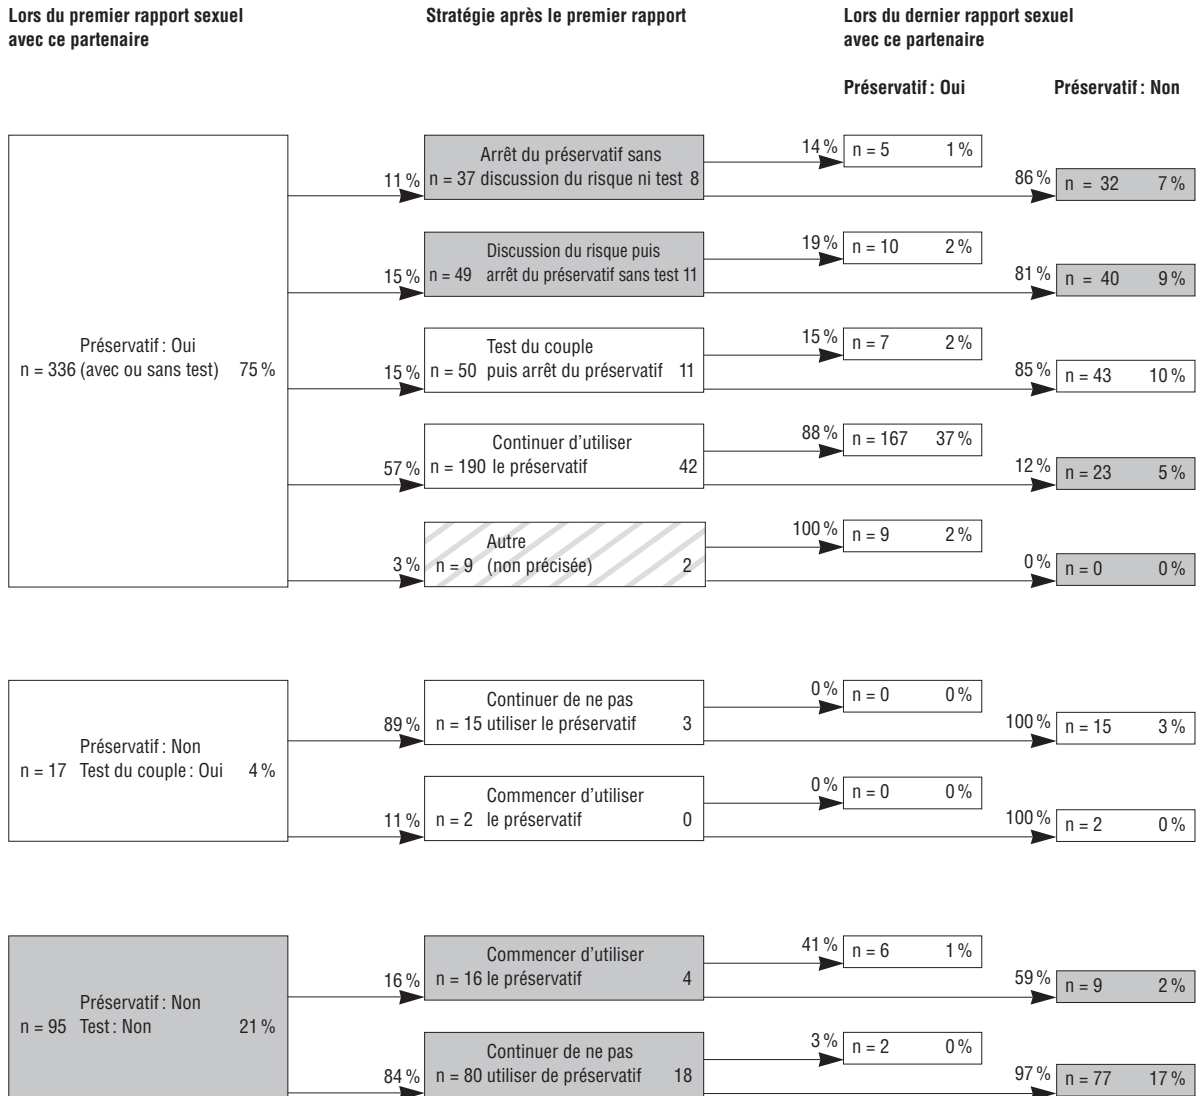 Lors du premier rapport sexuel
avec ce partenaire
Stratégie après le premier rapport
Lors du dernier rapport sexuel
avec ce partenaire
Préservatif : Oui
Préservatif : Non
Préservatif : Oui
n = 336 (avec ou sans test) 75 %
11 %
Arrêt du préservatif sans
n = 37 discussion du risque ni test 8
14 %
n = 5 1 %
86 %
n = 32 7 %
15 %
Discussion du risque puis
n = 49 arrêt du préservatif sans test 11
19 %
n = 10 2 %
81 %
n = 40 9 %
15 %
Test du couple
n = 50 puis arrêt du préservatif 11
15 %
n = 7 2 %
85 %
n = 43 10 %
57 %
Continuer d’utiliser
n = 190 le préservatif 42
88 %
n = 167 37 %
12 %
n = 23 5 %
3 %
Autre
n = 9 (non précisée) 2
100 %
n = 9 2 %
0 %
n = 0 0 %
Préservatif : Non
n = 17 Test du couple : Oui 4 %
89 %
Continuer de ne pas
n = 15 utiliser le préservatif 3
0 %
n = 0 0 %
100 %
n = 15 3 %
11 %
Commencer d’utiliser
n = 2 le préservatif 0
0 %
n = 0 0 %
100 %
n = 2 0 %
Préservatif : Non
n = 95 Test : Non 21 %
16 %
Commencer d’utiliser
n = 16 le préservatif 4
41 %
n = 6 1 %
59 %
n = 9 2 %
84 %
Continuer de ne pas
n = 80 utiliser de préservatif 18
3 %
n = 2 0 %
97 %
n = 77 17 %